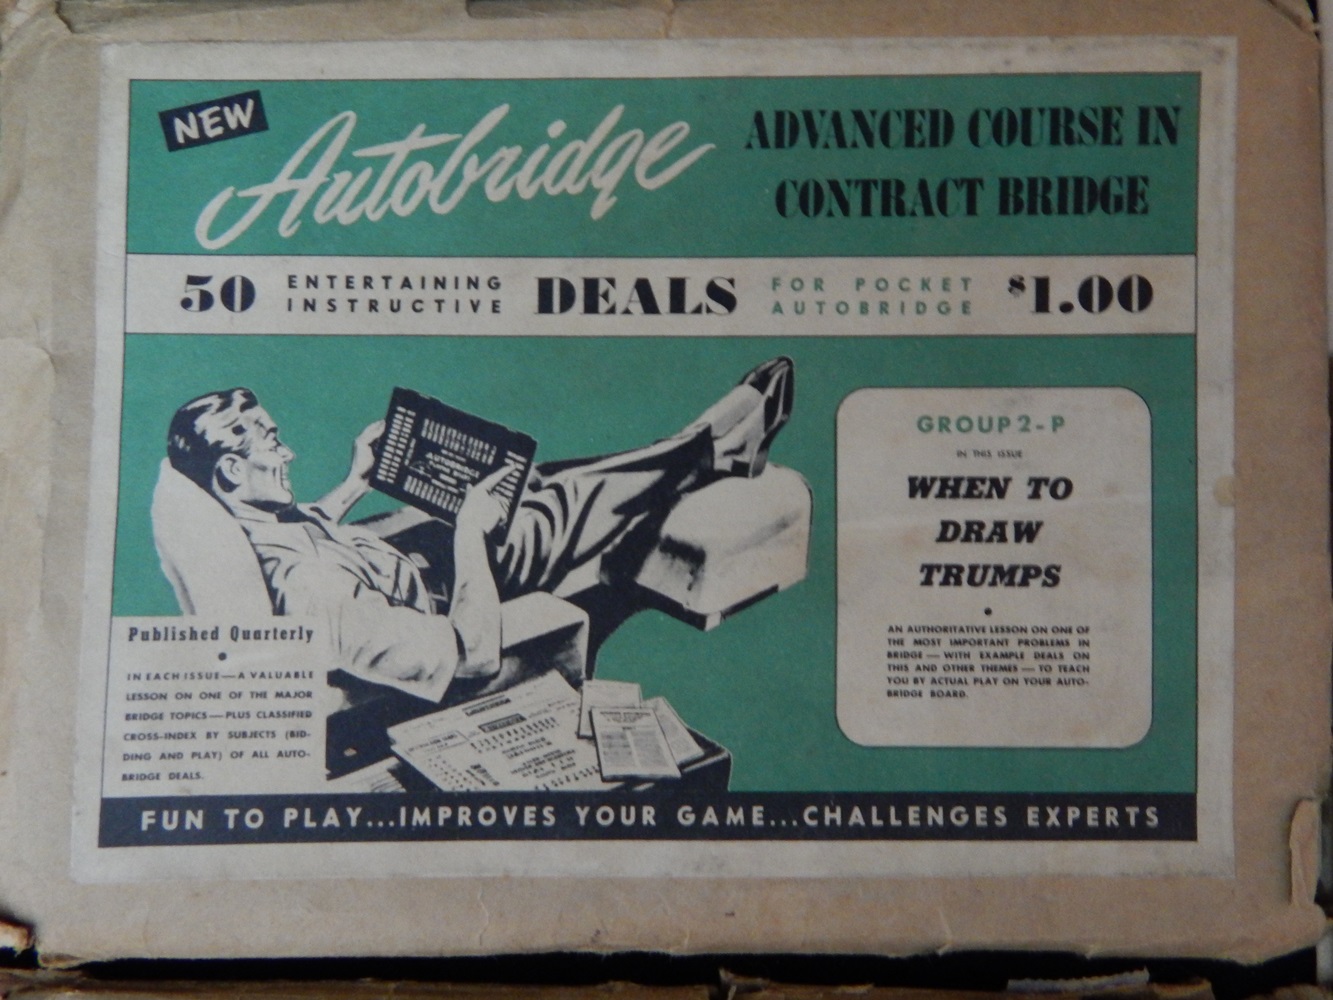 NEW
Autobridge
ADVANCED COURSE IN
CONTRACT BRIDGE
50 ENTERTAINING INSTRUCTIVE DEALS FOR POCKET AUTOBRIDGE $1.00
AUTOBRIDGE
GROUP 2-P
IN THIS ISSUE
WHEN TO
DRAW
TRUMPS
AN AUTHORITATIVE LESSON ON ONE OF
THE MOST IMPORTANT PROBLEMS IN
BRIDGE — WITH EXAMPLE DEALS ON
THIS AND OTHER THEMES — TO TEACH
YOU BY ACTUAL PLAY ON YOUR AUTO-
BRIDGE BOARD.
Published Quarterly
IN EACH ISSUE — A VALUABLE
LESSON ON ONE OF THE MAJOR
BRIDGE TOPICS — PLUS CLASSIFIED
CROSS-INDEX BY SUBJECTS (BID-
DING AND PLAY) OF ALL AUTO-
BRIDGE DEALS.
FUN TO PLAY...IMPROVES YOUR GAME...CHALLENGES EXPERTS